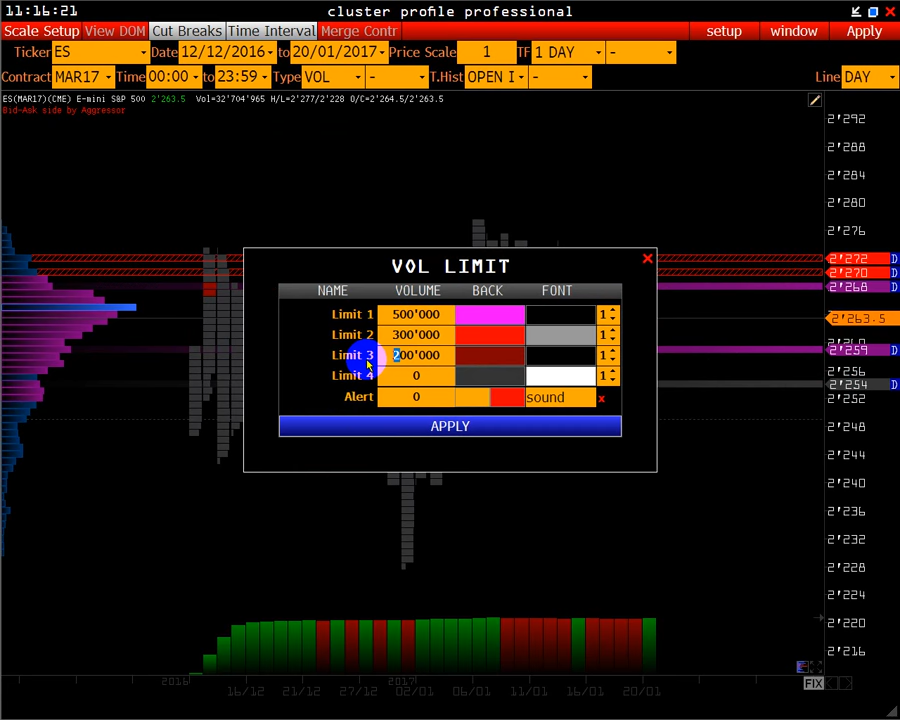 11:16:21
cluster profile professional
Scale Setup View DOM Cut Breaks Time Interval Merge Contr setup window Apply
Ticker ES Date 12/12/2016 to 20/01/2017 Price Scale 1 TF 1 DAY -
Contract MAR17 Time 00:00 to 23:59 Type VOL - T.Hist OPEN I - Line DAY
ES(MAR17)(CME) E-mini S&P 500 2'263.5 Vol=32'704'965 H/L=2'277/2'228 O/C=2'264.5/2'263.5
Bid-Ask side by Aggressor
2'292
2'288
2'284
2'280
2'276
2'272 D
2'270 D
2'268 D
2'263.5
2'259 D
2'256
2'254 D
2'252
2'248
2'244
2'240
2'236
2'232
2'228
2'224
2'220
2'216
VOL LIMIT
NAME VOLUME BACK FONT
Limit 1 500'000 1
Limit 2 300'000 1
Limit 3 200'000 1
Limit 4 0 1
Alert 0 sound x
APPLY
2016 2017
16/12 21/12 27/12 02/01 06/01 11/01 16/01 20/01
FIX